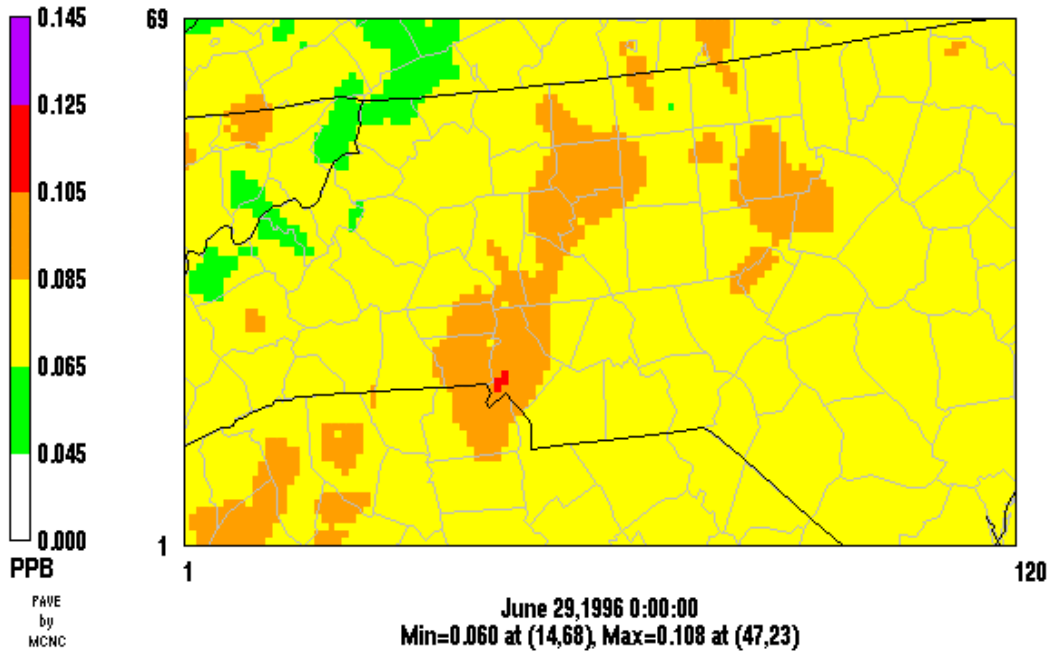 0.145
0.125
0.105
0.085
0.065
0.045
0.000
PPB
PAVE
by
MCNC
69
1
1
120
June 29,1996 0:00:00
Min=0.060 at (14,68), Max=0.108 at (47,23)